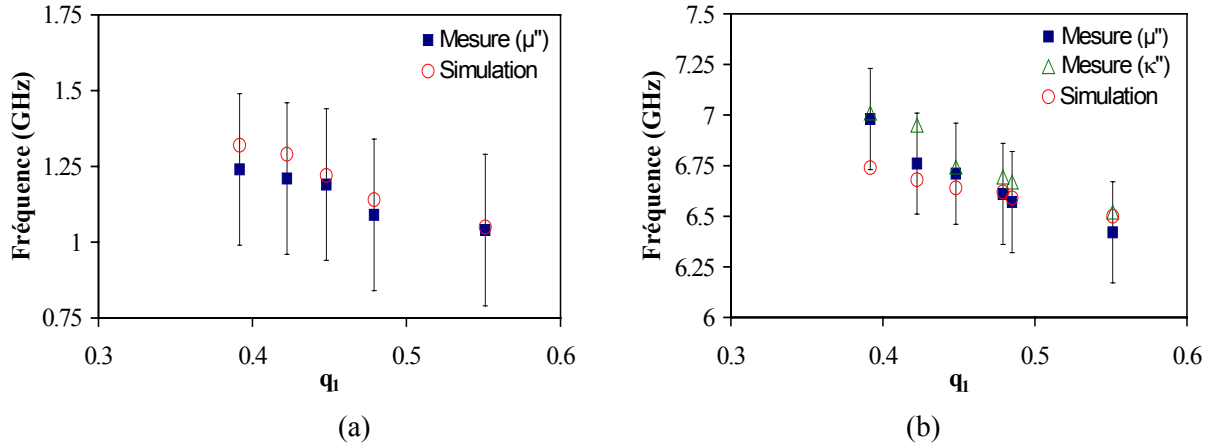 1.75
1.5
1.25
1
0.75
0.3
0.4
0.5
0.6
Fréquence (GHz)
q₁
Mesure (μ")
Simulation
(a)
7.5
7.25
7
6.75
6.5
6.25
6
0.3
0.4
0.5
0.6
Fréquence (GHz)
q₁
Mesure (μ")
Mesure (κ")
Simulation
(b)